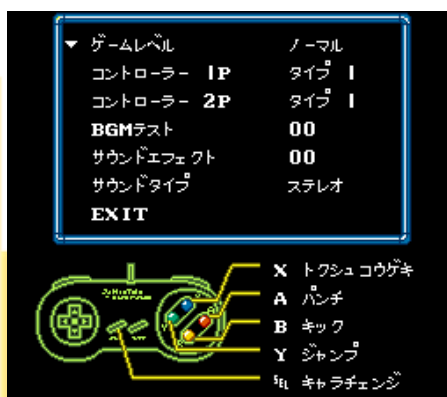 ▼ ゲームレベル ノーマル
コントローラー 1P タイプ 1
コントローラー 2P タイプ 1
BGMテスト 00
サウンドエフェクト 00
サウンドタイプ ステレオ
EXIT
X トクシュコウゲキ
A パンチ
B キック
Y ジャンプ
SEL キャラチェンジ